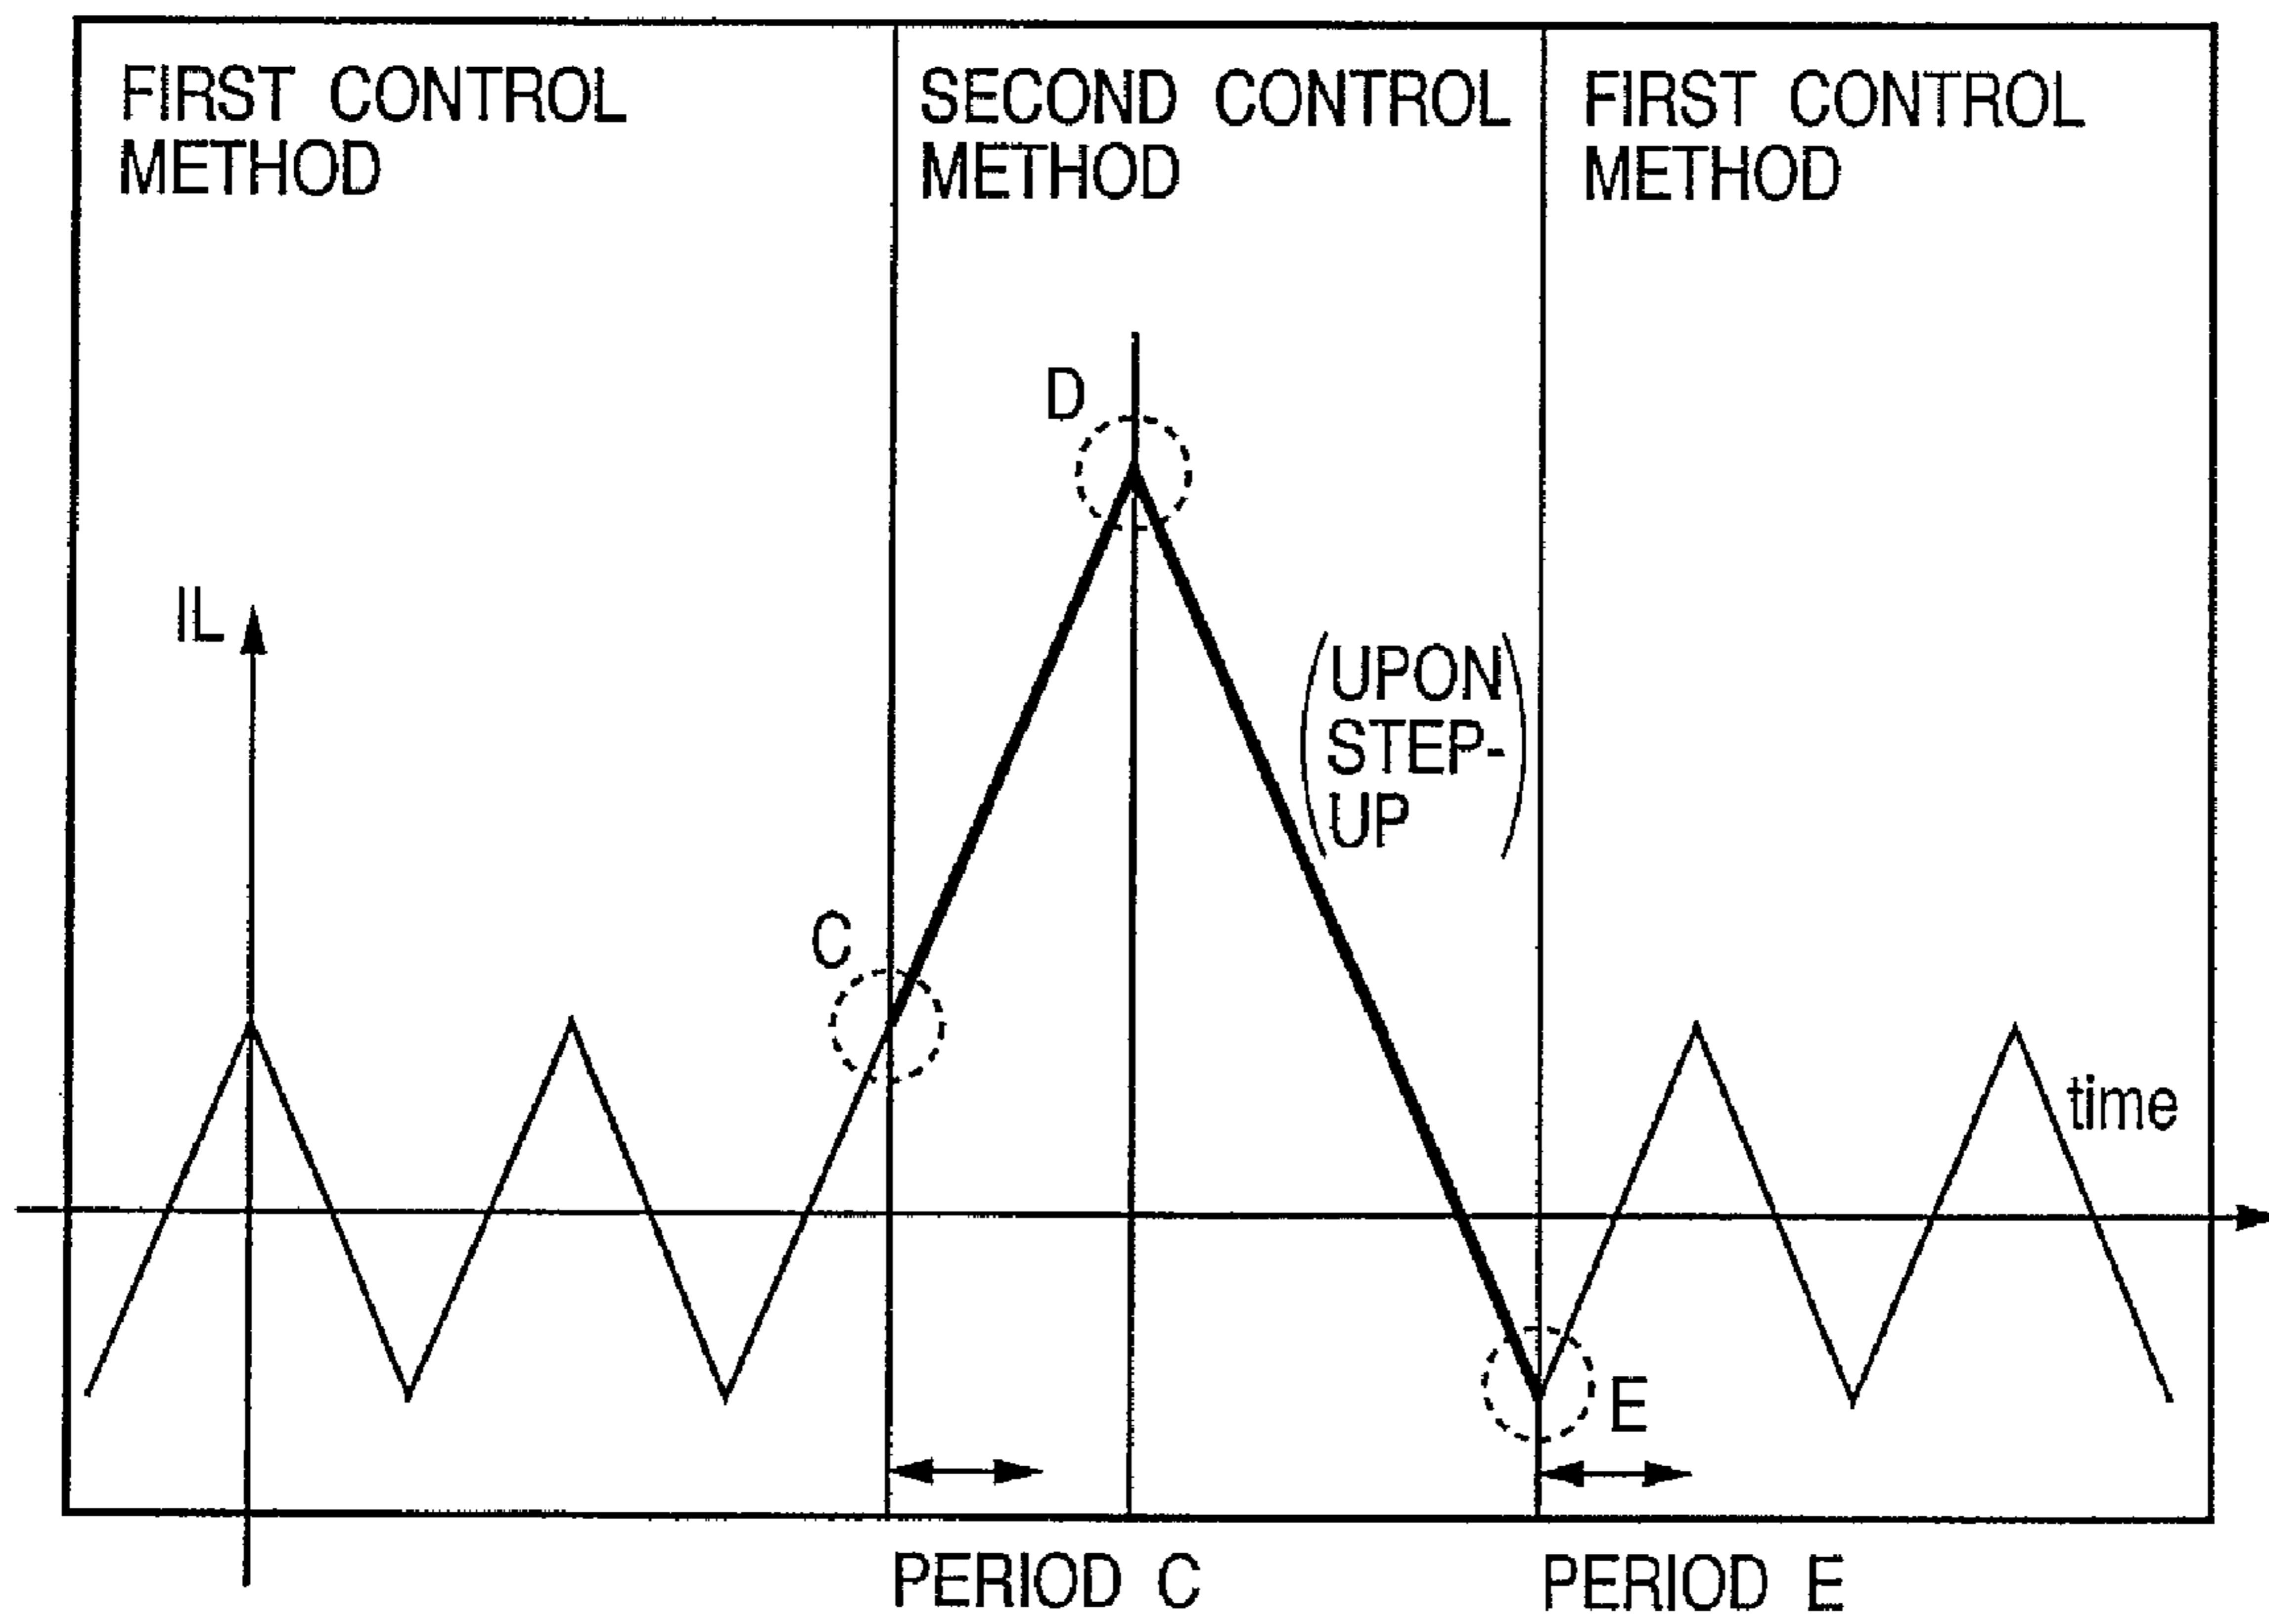 FIRST CONTROL
METHOD
SECOND CONTROL
METHOD
FIRST CONTROL
METHOD
D
IL
(UPON
STEP-
UP)
C
time
E
PERIOD C
PERIOD E